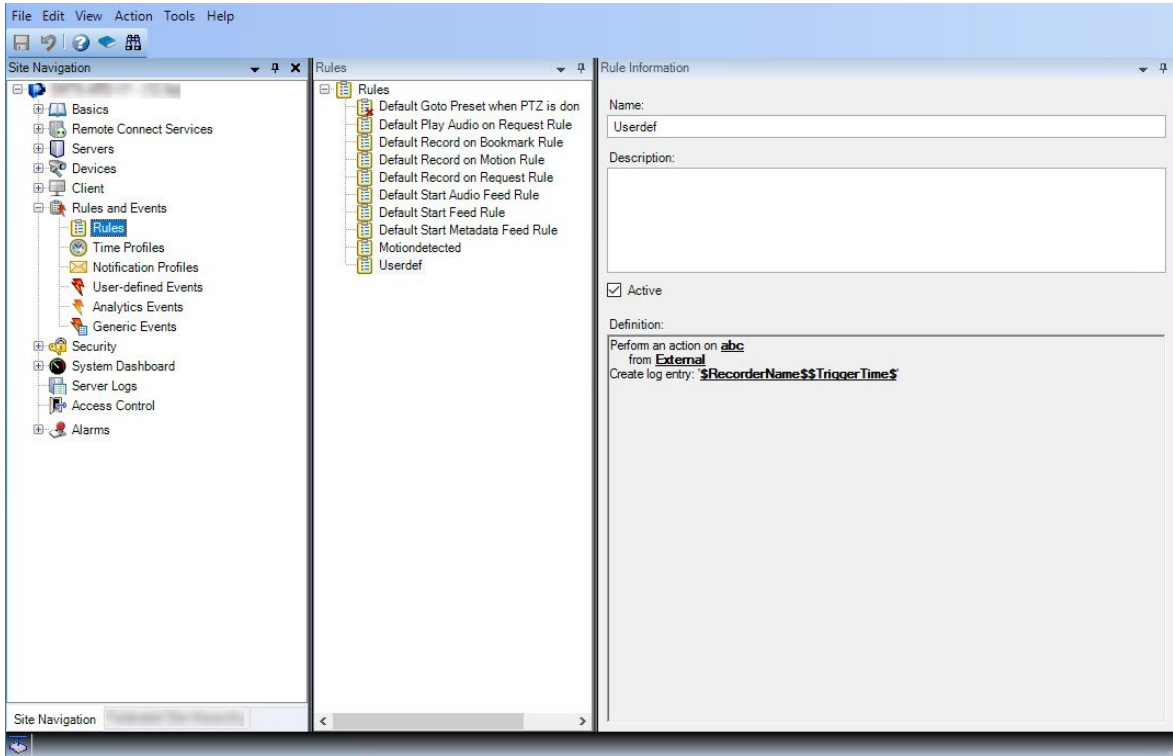 File Edit View Action Tools Help
Site Navigation
Basics
Remote Connect Services
Servers
Devices
Client
Rules and Events
Rules
Time Profiles
Notification Profiles
User-defined Events
Analytics Events
Generic Events
Security
System Dashboard
Server Logs
Access Control
Alarms
Site Navigation
Rules
Rules
Default Goto Preset when PTZ is don
Default Play Audio on Request Rule
Default Record on Bookmark Rule
Default Record on Motion Rule
Default Record on Request Rule
Default Start Audio Feed Rule
Default Start Feed Rule
Default Start Metadata Feed Rule
Motiondetected
Userdef
Rule Information
Name:
Userdef
Description:
Active
Definition:
Perform an action on abc
from External
Create log entry: '$RecorderName$$TriggerTime$'